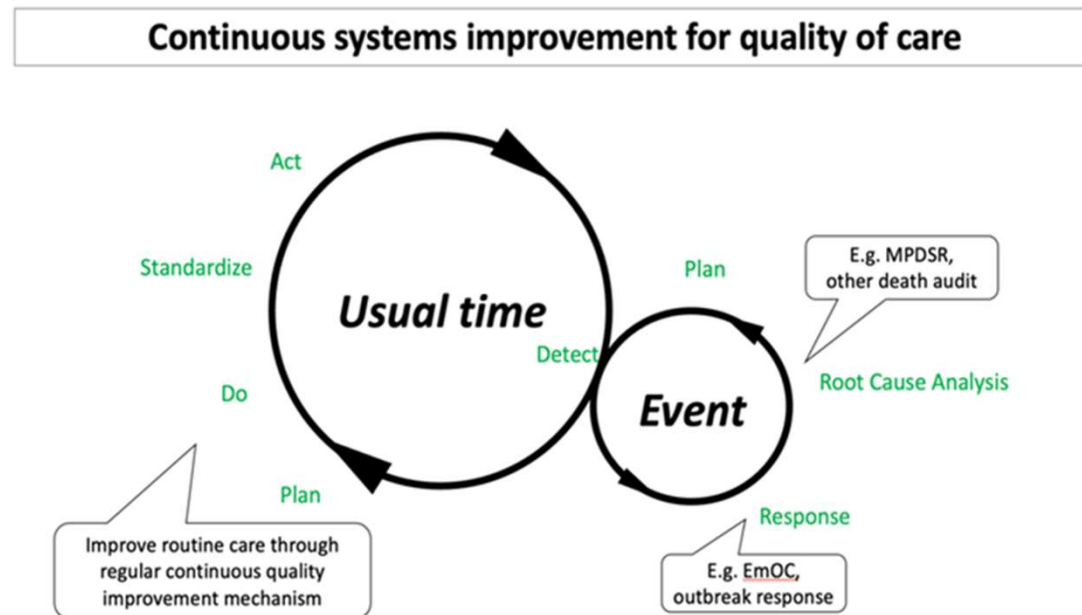 Continuous systems improvement for quality of care
Act
Standardize
Do
Plan
Usual time
Detect
Plan
Event
E.g. MPDSR,
other death audit
Root Cause Analysis
Response
Improve routine care through
regular continuous quality
improvement mechanism
E.g. EmOC,
outbreak response